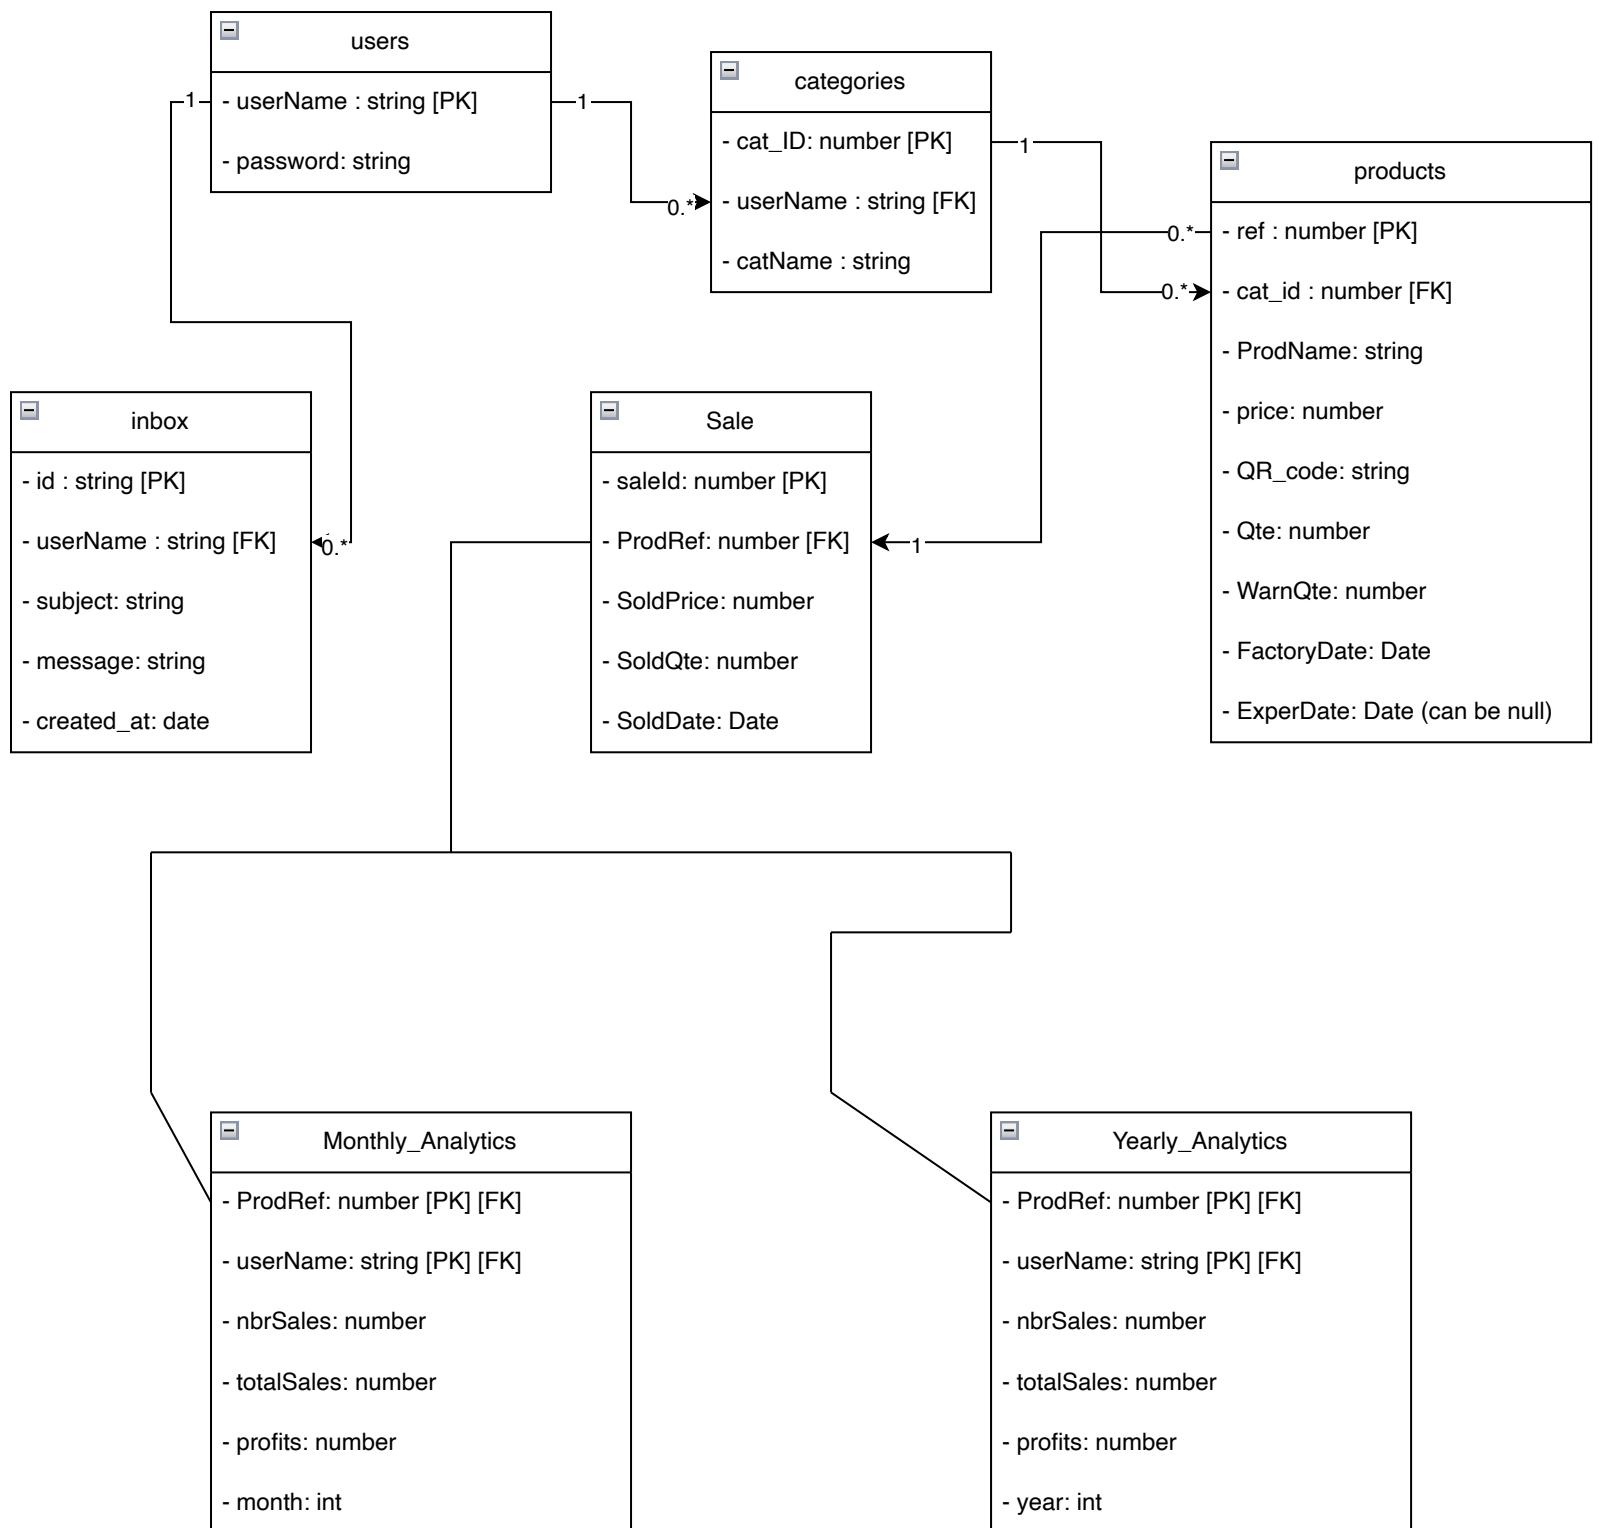 users
- userName : string [PK]
- password: string
1
1
0.*
0.*
categories
- cat_ID: number [PK]
- userName : string [FK]
- catName : string
1
0.*
products
- ref : number [PK]
- cat_id : number [FK]
- ProdName: string
- price: number
- QR_code: string
- Qte: number
- WarnQte: number
- FactoryDate: Date
- ExperDate: Date (can be null)
0.*
1
inbox
- id : string [PK]
- userName : string [FK]
- subject: string
- message: string
- created_at: date
Sale
- saleId: number [PK]
- ProdRef: number [FK]
- SoldPrice: number
- SoldQte: number
- SoldDate: Date
Monthly_Analytics
- ProdRef: number [PK] [FK]
- userName: string [PK] [FK]
- nbrSales: number
- totalSales: number
- profits: number
- month: int
Yearly_Analytics
- ProdRef: number [PK] [FK]
- userName: string [PK] [FK]
- nbrSales: number
- totalSales: number
- profits: number
- year: int